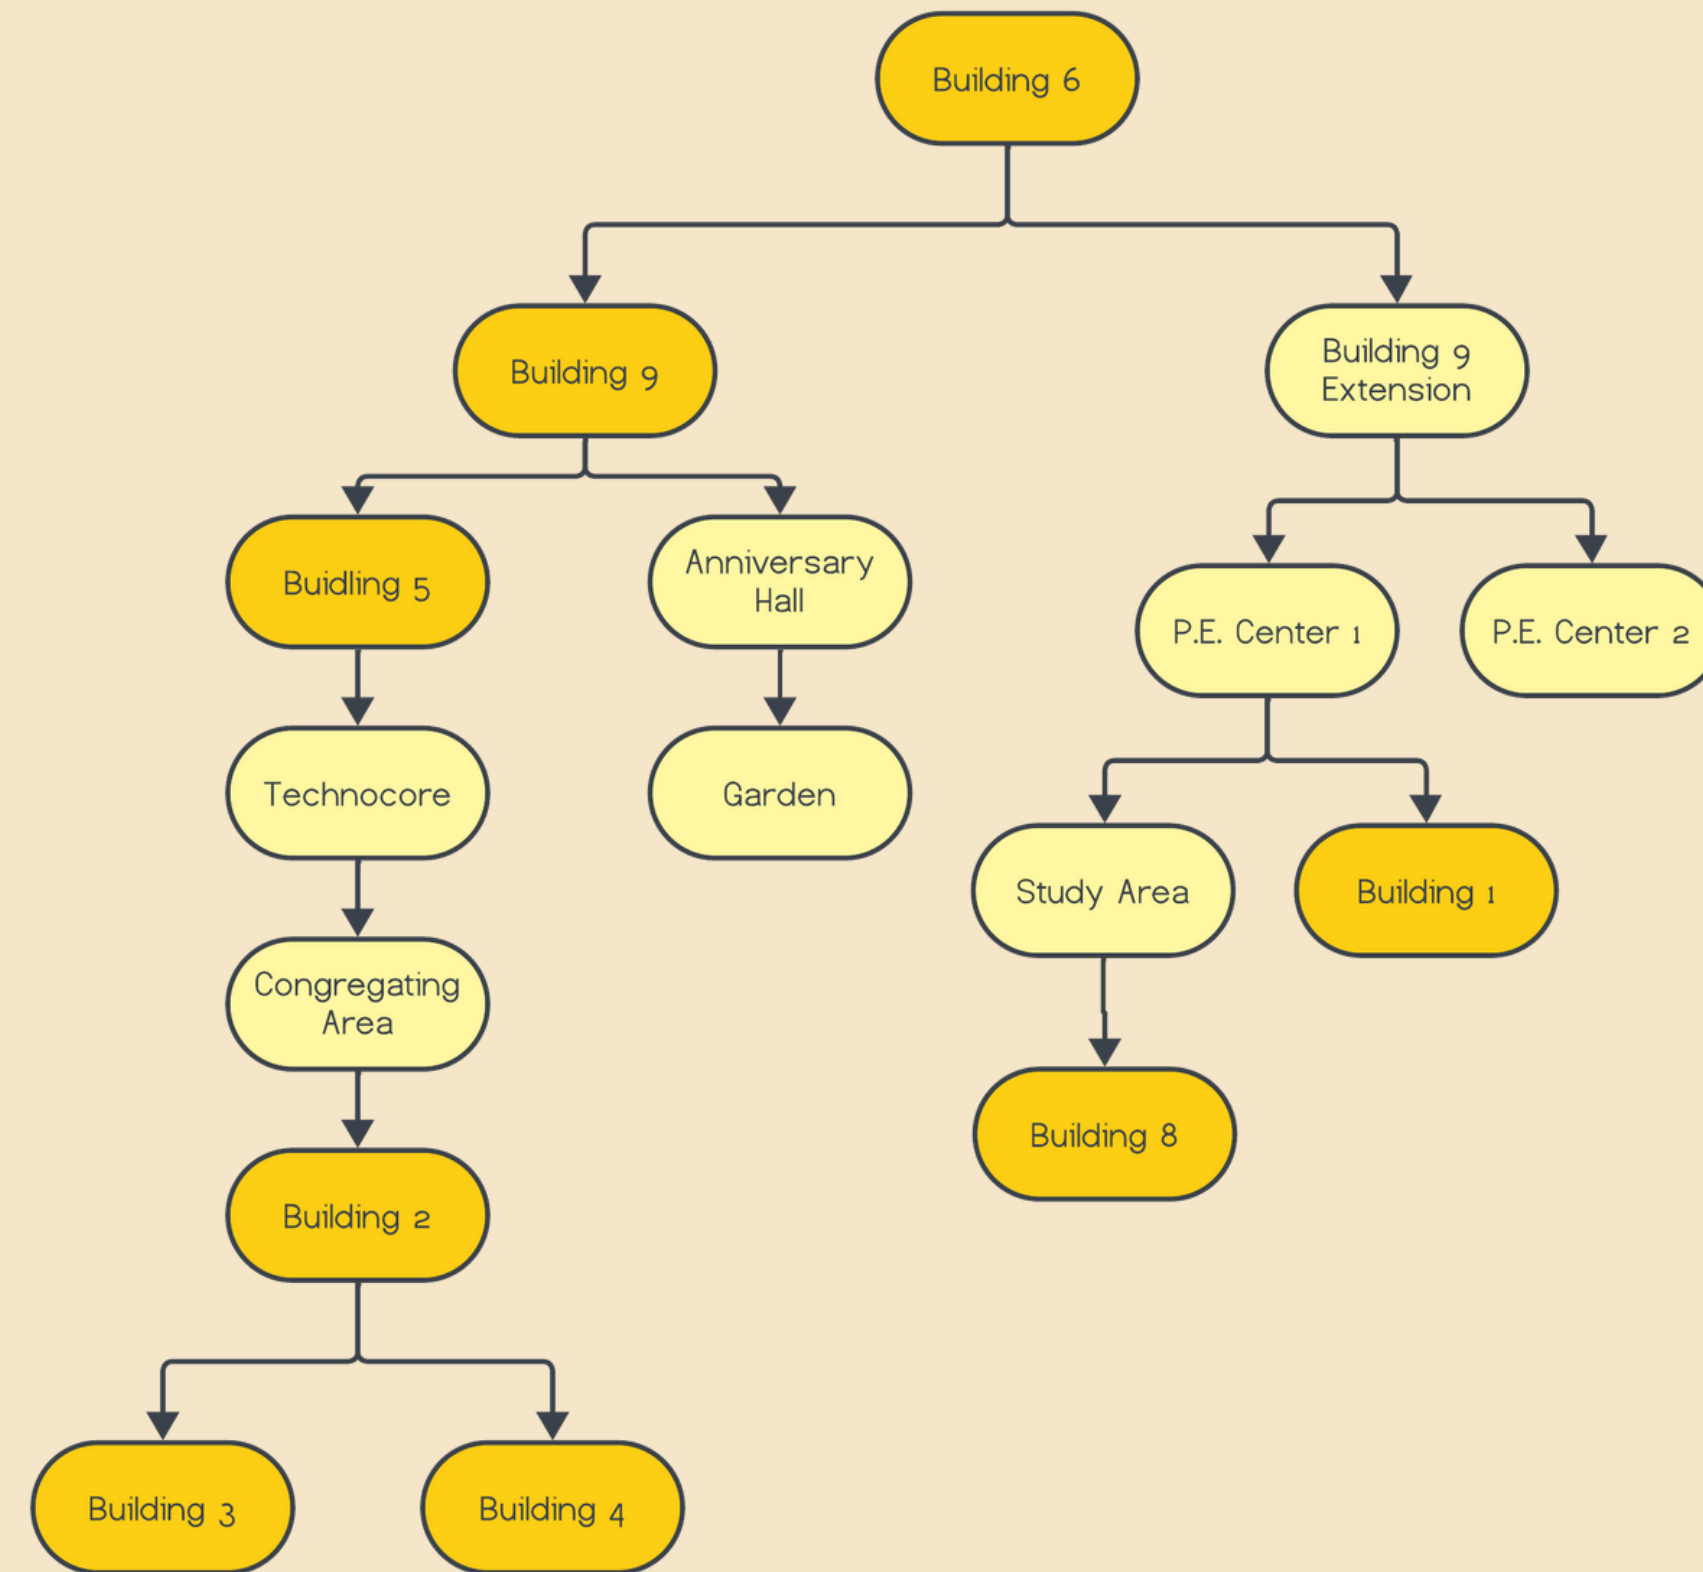 Building 6
Building 9
Building 9
Extension
Buidling 5
Anniversary
Hall
P.E. Center 1
P.E. Center 2
Technocore
Garden
Study Area
Building 1
Congregating
Area
Building 8
Building 2
Building 3
Building 4